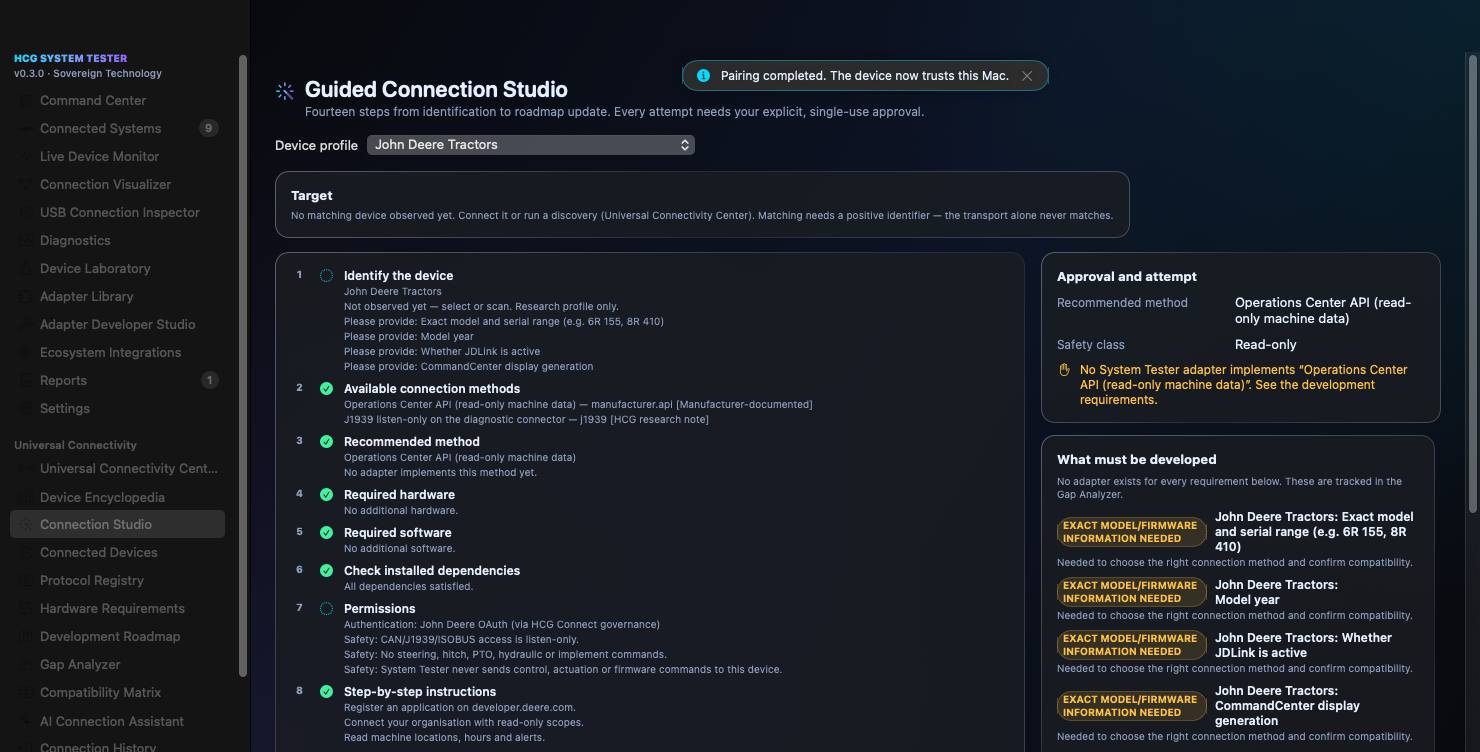 HCG SYSTEM TESTER
v0.3.0 · Sovereign Technology
Command Center
Connected Systems 9
Live Device Monitor
Connection Visualizer
USB Connection Inspector
Diagnostics
Device Laboratory
Adapter Library
Adapter Developer Studio
Ecosystem Integrations
Reports 1
Settings
Universal Connectivity
Universal Connectivity Cent...
Device Encyclopedia
Connection Studio
Connected Devices
Protocol Registry
Hardware Requirements
Development Roadmap
Gap Analyzer
Compatibility Matrix
AI Connection Assistant
Connection History
Pairing completed. The device now trusts this Mac.
Guided Connection Studio
Fourteen steps from identification to roadmap update. Every attempt needs your explicit, single-use approval.
Device profile John Deere Tractors
Target
No matching device observed yet. Connect it or run a discovery (Universal Connectivity Center). Matching needs a positive identifier — the transport alone never matches.
1 Identify the device
John Deere Tractors
Not observed yet — select or scan. Research profile only.
Please provide: Exact model and serial range (e.g. 6R 155, 8R 410)
Please provide: Model year
Please provide: Whether JDLink is active
Please provide: CommandCenter display generation
2 Available connection methods
Operations Center API (read-only machine data) — manufacturer.api [Manufacturer-documented]
J1939 listen-only on the diagnostic connector — j1939 [HCG research note]
3 Recommended method
Operations Center API (read-only machine data)
No adapter implements this method yet.
4 Required hardware
No additional hardware.
5 Required software
No additional software.
6 Check installed dependencies
All dependencies satisfied.
7 Permissions
Authentication: John Deere OAuth (via HCG Connect governance)
Safety: CAN/J1939/ISOBUS access is listen-only.
Safety: No steering, hitch, PTO, hydraulic or implement commands.
Safety: System Tester never sends control, actuation or firmware commands to this device.
8 Step-by-step instructions
Register an application on developer.deere.com.
Connect your organisation with read-only scopes.
Read machine locations, hours and alerts.
Approval and attempt
Recommended method Operations Center API (read-
only machine data)
Safety class Read-only
No System Tester adapter implements “Operations Center
API (read-only machine data)”. See the development
requirements.
What must be developed
No adapter exists for every requirement below. These are tracked in the
Gap Analyzer.
EXACT MODEL/FIRMWARE
INFORMATION NEEDED
John Deere Tractors: Exact model
and serial range (e.g. 6R 155, 8R
410)
Needed to choose the right connection method and confirm compatibility.
EXACT MODEL/FIRMWARE
INFORMATION NEEDED
John Deere Tractors:
Model year
Needed to choose the right connection method and confirm compatibility.
EXACT MODEL/FIRMWARE
INFORMATION NEEDED
John Deere Tractors: Whether
JDLink is active
Needed to choose the right connection method and confirm compatibility.
EXACT MODEL/FIRMWARE
INFORMATION NEEDED
John Deere Tractors:
CommandCenter display
generation
Needed to choose the right connection method and confirm compatibility.